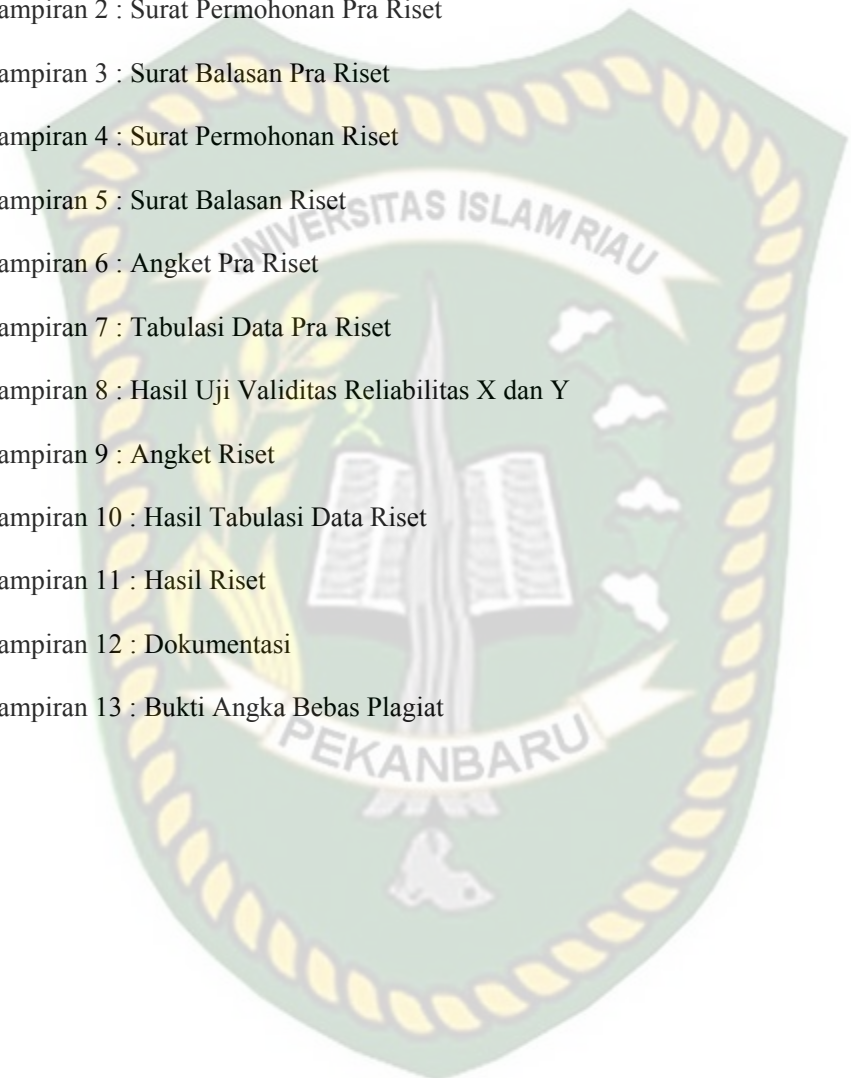 ampiran 2 : Surat Permohonan Pra Riset
ampiran 3 : Surat Balasan Pra Riset
ampiran 4 : Surat Permohonan Riset
ampiran 5 : Surat Balasan Riset
UNIVERSITAS ISLAM RIAU
ampiran 6 : Angket Pra Riset
ampiran 7 : Tabulasi Data Pra Riset
ampiran 8 : Hasil Uji Validitas Reliabilitas X dan Y
ampiran 9 : Angket Riset
ampiran 10 : Hasil Tabulasi Data Riset
ampiran 11 : Hasil Riset
ampiran 12 : Dokumentasi
ampiran 13 : Bukti Angka Bebas Plagiat
PEKANBARU